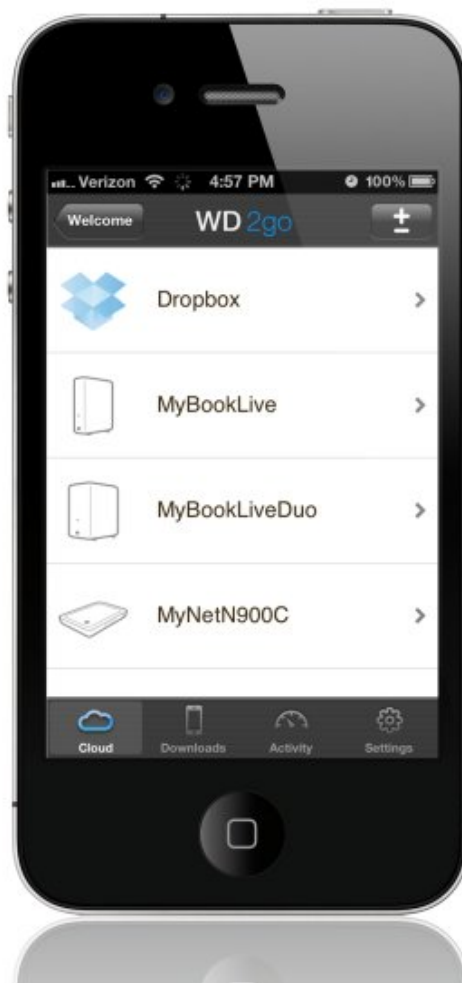 Verizon 4:57 PM 100%
Welcome WD 2go ±
Dropbox
MyBookLive
MyBookLiveDuo
MyNetN900C
Cloud Downloads Activity Settings